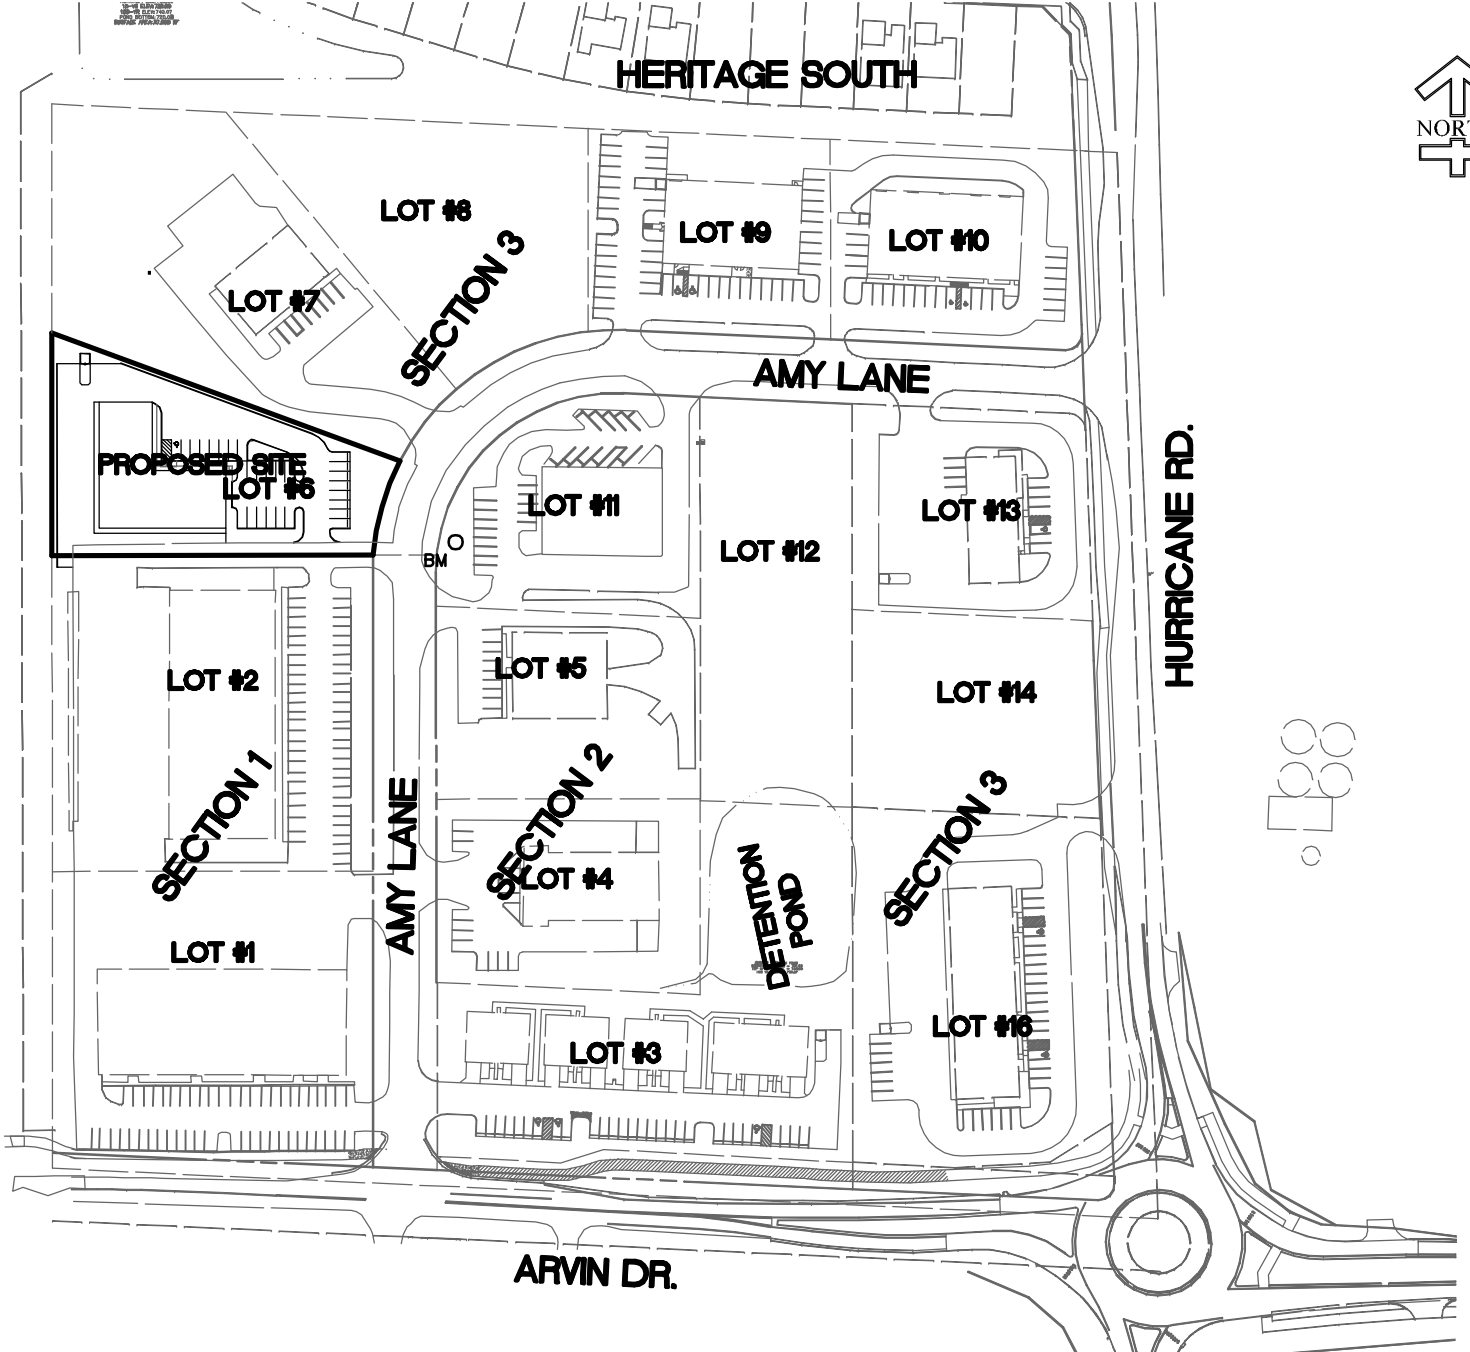 HERITAGE SOUTH
NORT
LOT #8
LOT #9
LOT #10
SECTION 3
LOT #7
AMY LANE
PROPOSED SITE
LOT #6
LOT #11
LOT #13
BM
LOT #12
HURRICANE RD.
LOT #2
LOT #5
LOT #14
SECTION 1
AMY LANE
SECTION 2
LOT #4
SECTION 3
DETENTION
POND
LOT #1
LOT #3
LOT #16
ARVIN DR.